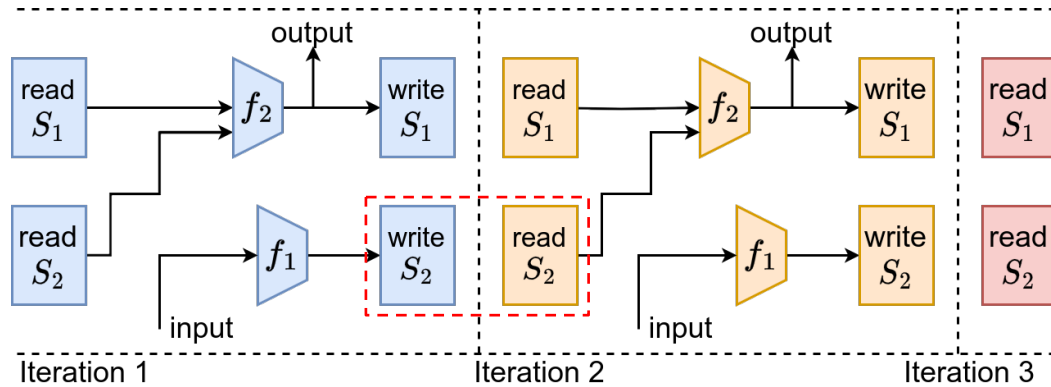 output
output
read
S₁
f₂
write
S₁
read
S₁
f₂
write
S₁
read
S₁
read
S₂
f₁
write
S₂
read
S₂
f₁
write
S₂
read
S₂
input
input
Iteration 1
Iteration 2
Iteration 3